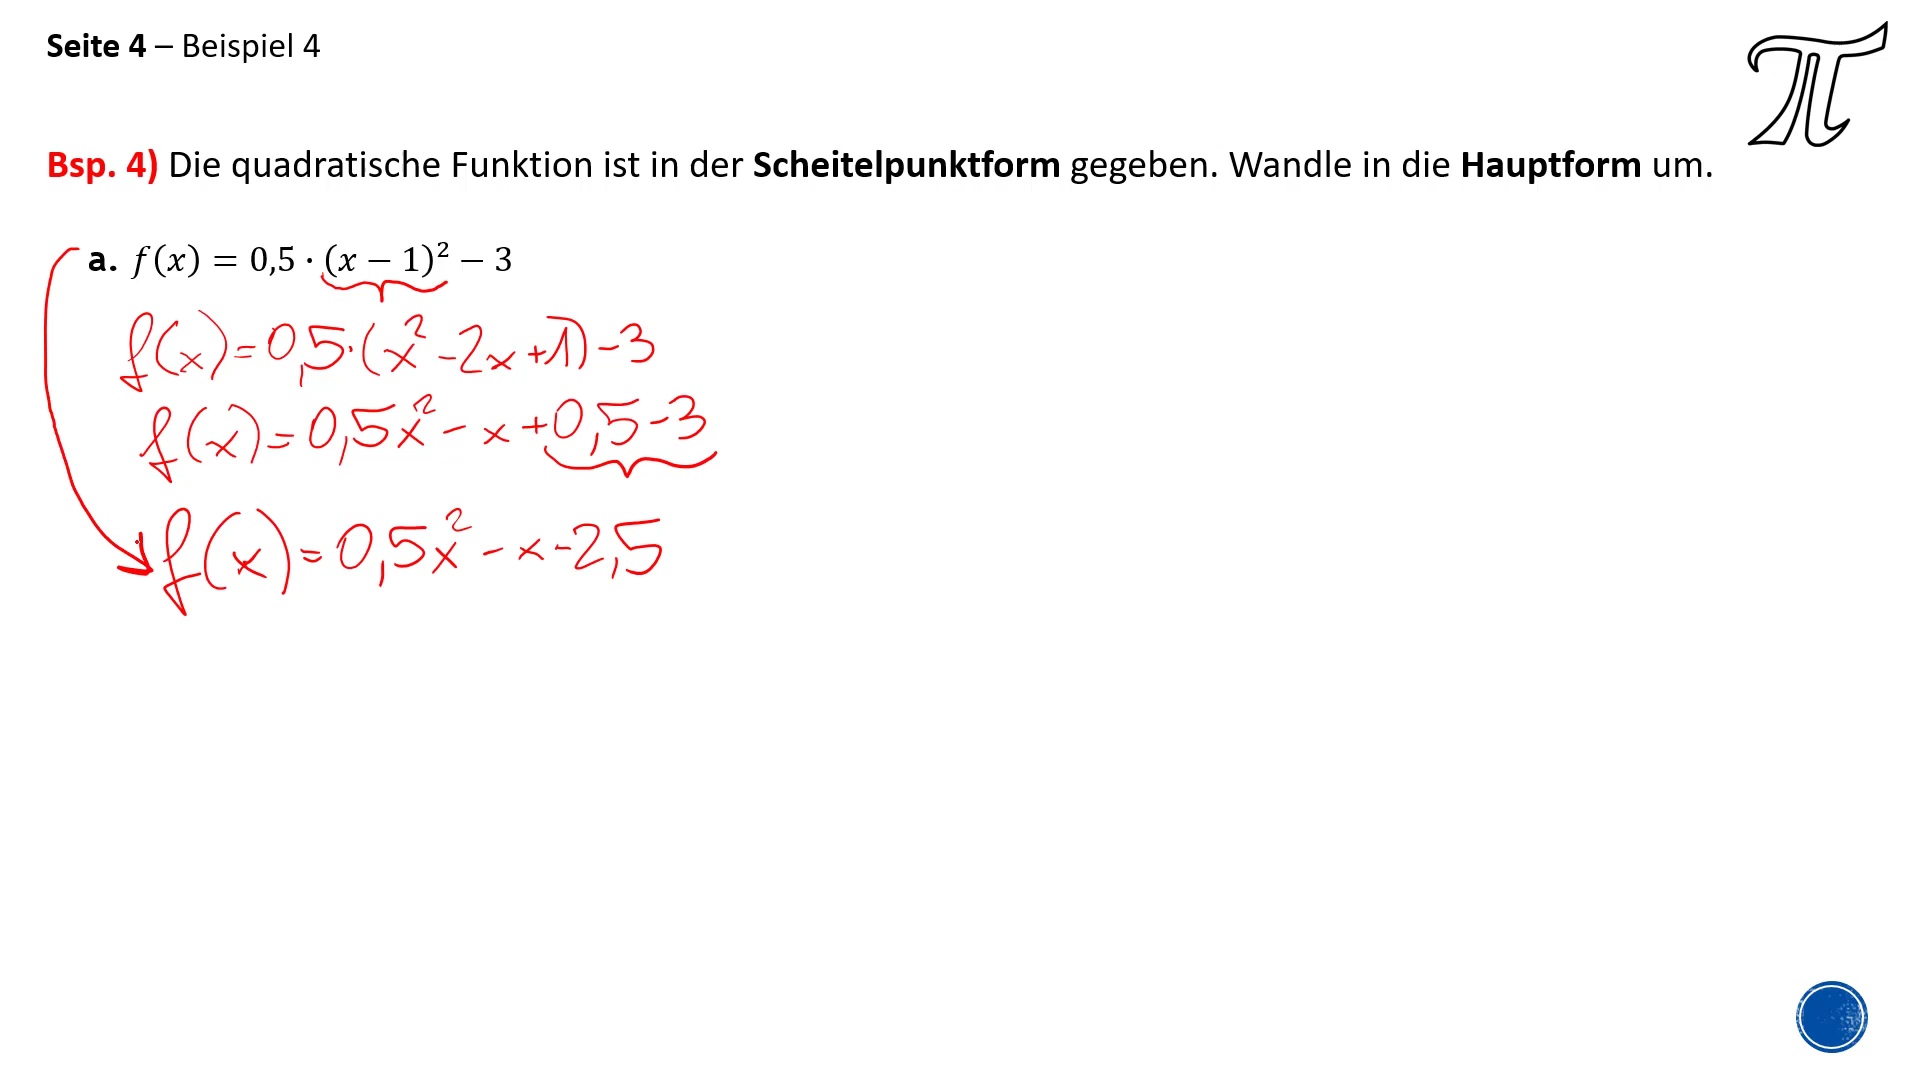 Seite 4 – Beispiel 4
Bsp. 4) Die quadratische Funktion ist in der Scheitelpunktform gegeben. Wandle in die Hauptform um.
a. f(x) = 0,5 · (x − 1)² − 3
f(x) = 0,5 · (x² - 2x + 1) - 3
f(x) = 0,5x² - x + 0,5 - 3
f(x) = 0,5x² - x - 2,5